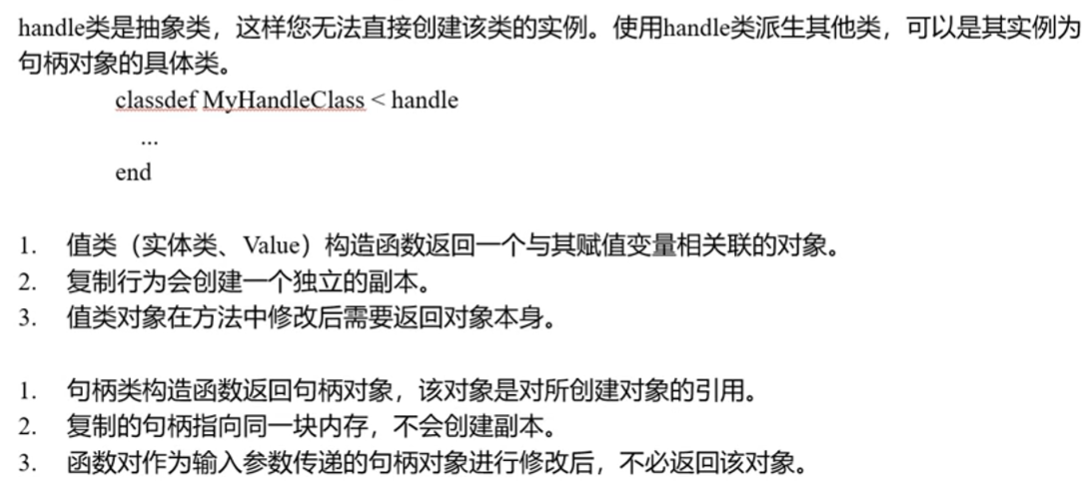 handle类是抽象类，这样您无法直接创建该类的实例。使用handle类派生其他类，可以是其实例为
句柄对象的具体类。
classdef MyHandleClass < handle
...
end
1. 值类（实体类、Value）构造函数返回一个与其赋值变量相关联的对象。
2. 复制行为会创建一个独立的副本。
3. 值类对象在方法中修改后需要返回对象本身。
1. 句柄类构造函数返回句柄对象，该对象是对所创建对象的引用。
2. 复制的句柄指向同一块内存，不会创建副本。
3. 函数对作为输入参数传递的句柄对象进行修改后，不必返回该对象。